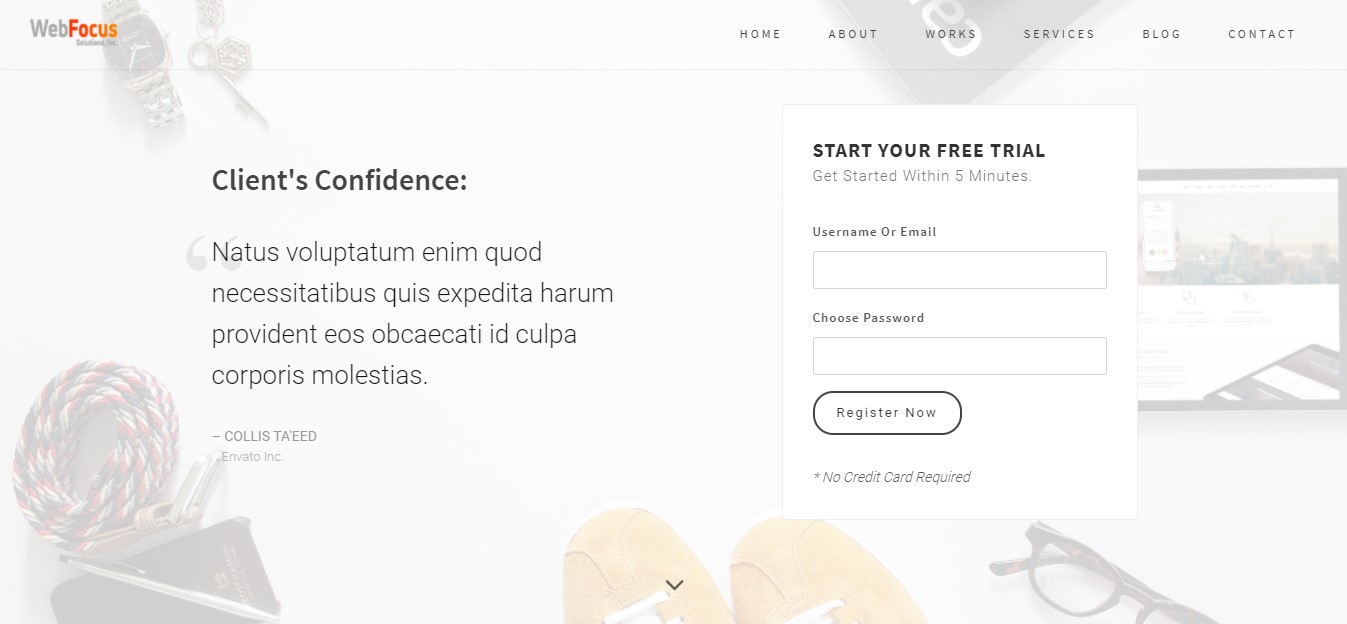 WebFocus
Solutions, Inc.
HOME ABOUT WORKS SERVICES BLOG CONTACT
Client's Confidence:
“
Natus voluptatum enim quod
necessitatibus quis expedita harum
provident eos obcaecati id culpa
corporis molestias.
– COLLIS TA'EED
Envato Inc.
START YOUR FREE TRIAL
Get Started Within 5 Minutes.
Username Or Email
Choose Password
Register Now
* No Credit Card Required